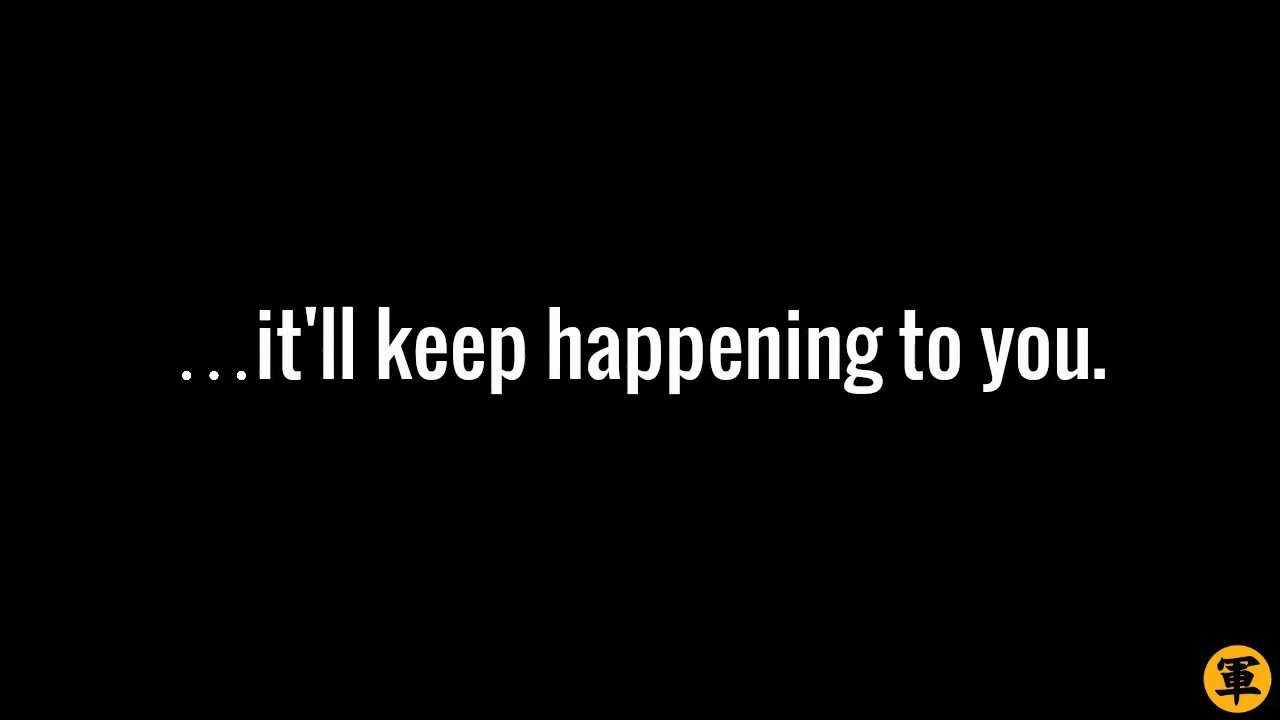 ...it'll keep happening to you.
軍